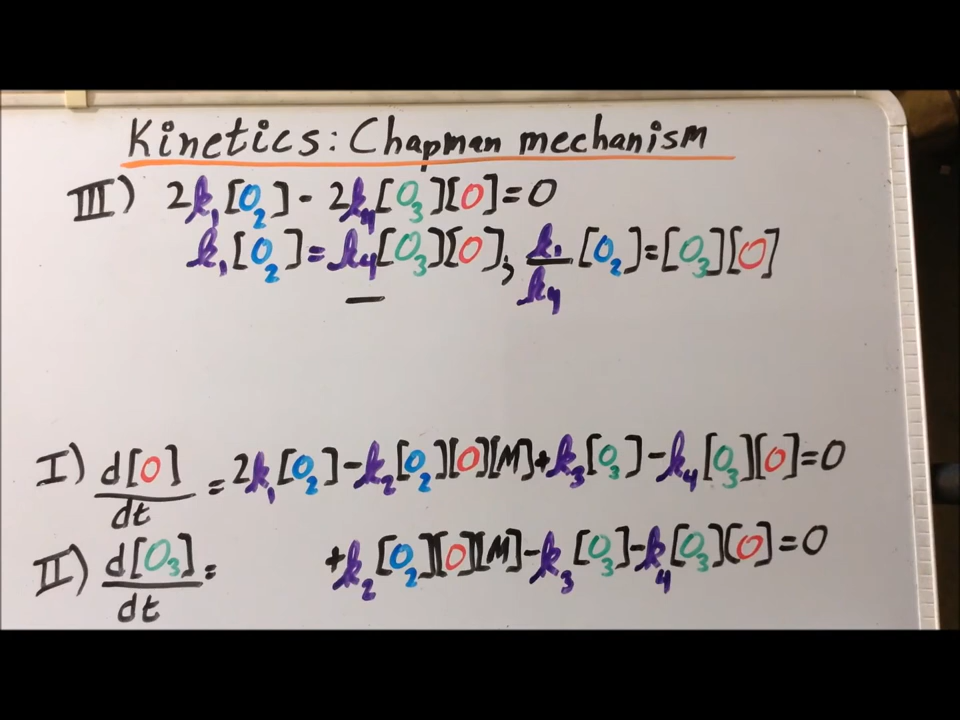 Kinetics: Chapman mechanism
III) 2k₁[O₂] - 2k₄[O₃][O] = 0
k₁[O₂] = k₄[O₃][O], k₁/k₄ [O₂] = [O₃][O]
I) d[O]/dt = 2k₁[O₂] - k₂[O₂][O][M] + k₃[O₃] - k₄[O₃][O] = 0
II) d[O₃]/dt = +k₂[O₂][O][M] - k₃[O₃] - k₄[O₃][O] = 0